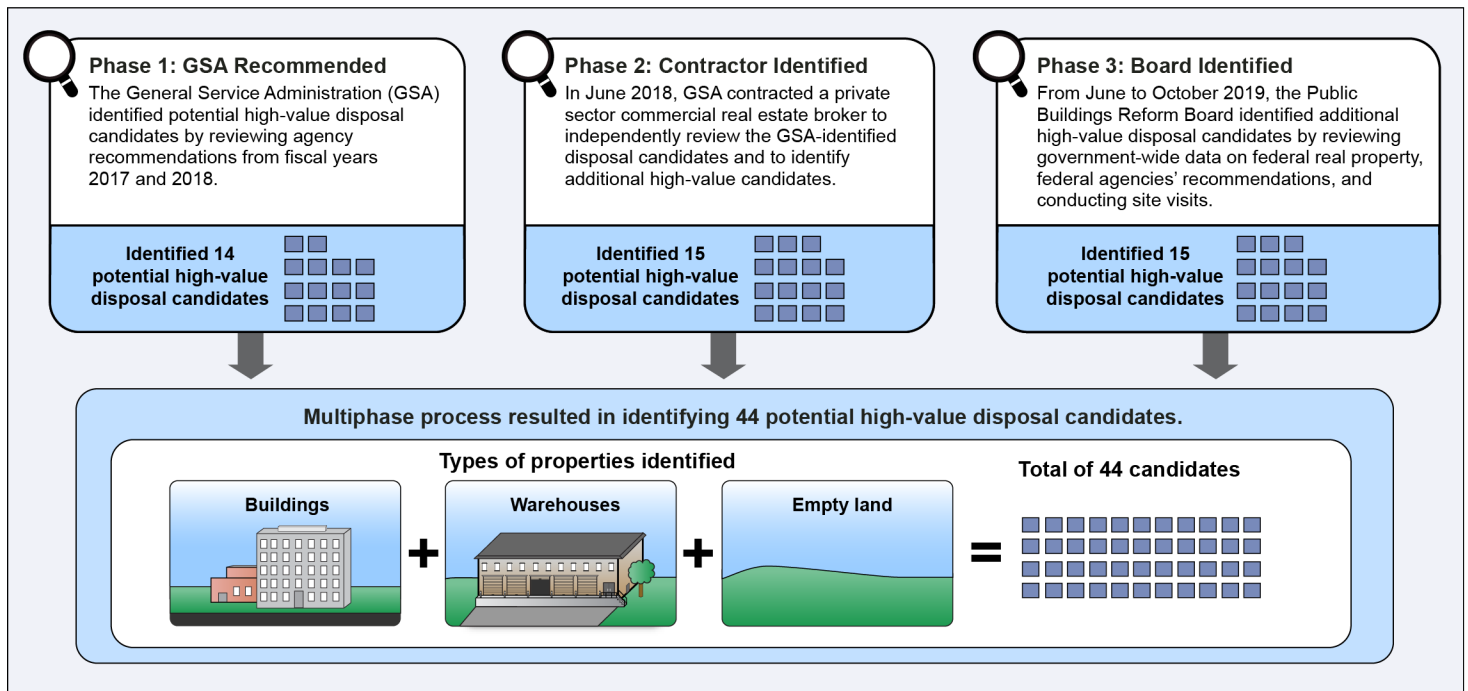 Phase 1: GSA Recommended
The General Service Administration (GSA)
identified potential high-value disposal
candidates by reviewing agency
recommendations from fiscal years
2017 and 2018.
Identified 14
potential high-value
disposal candidates
Phase 2: Contractor Identified
In June 2018, GSA contracted a private
sector commercial real estate broker to
independently review the GSA-identified
disposal candidates and to identify
additional high-value candidates.
Identified 15
potential high-value
disposal candidates
Phase 3: Board Identified
From June to October 2019, the Public
Buildings Reform Board identified additional
high-value disposal candidates by reviewing
government-wide data on federal real property,
federal agencies’ recommendations, and
conducting site visits.
Identified 15
potential high-value
disposal candidates
Multiphase process resulted in identifying 44 potential high-value disposal candidates.
Types of properties identified
Buildings
+
Warehouses
+
Empty land
=
Total of 44 candidates